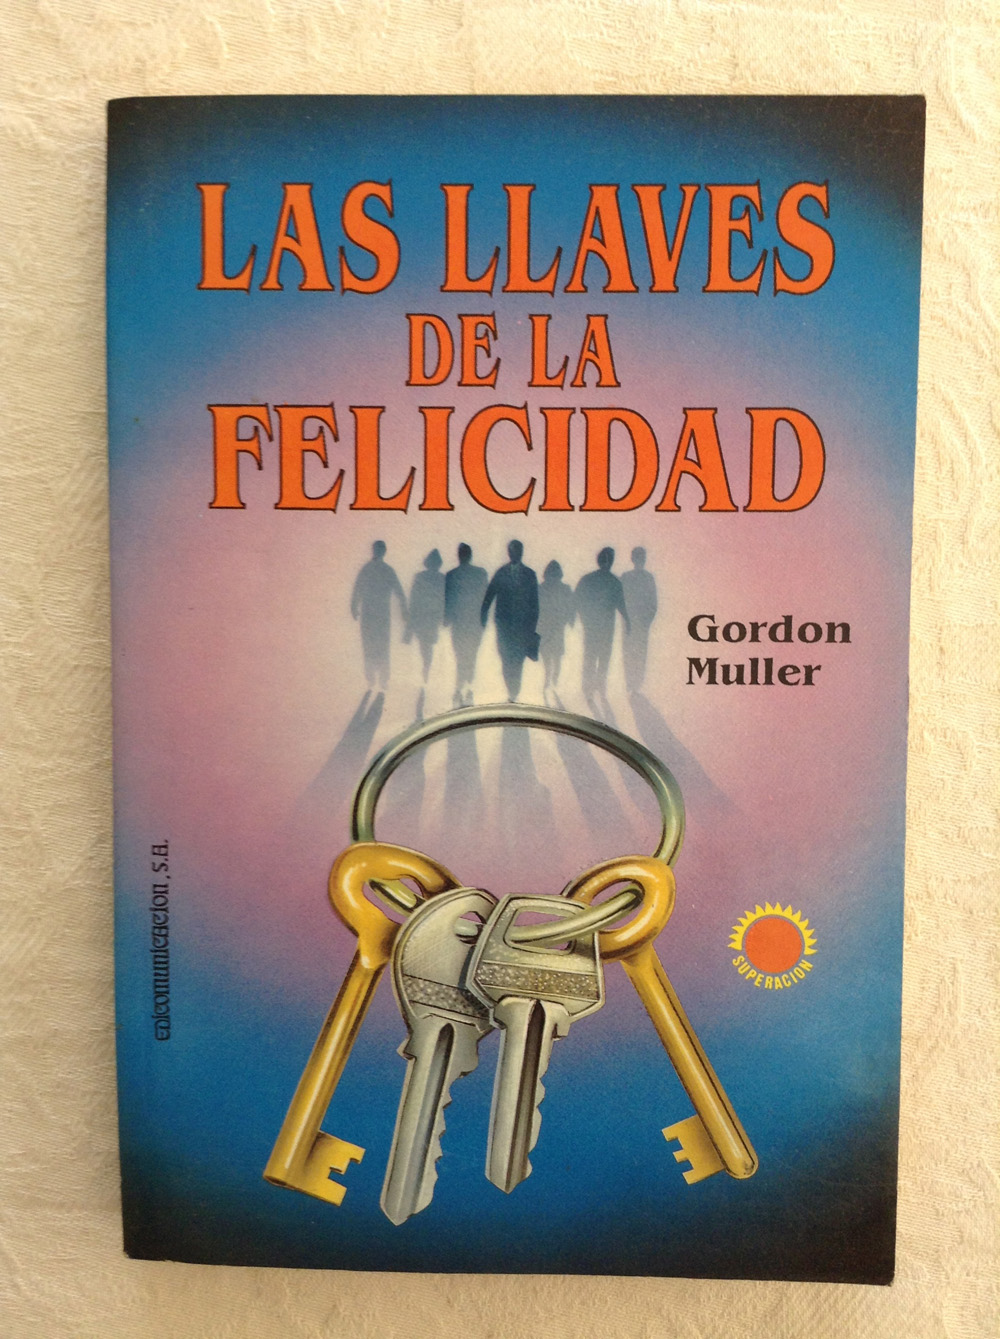 LAS LLAVES
DE LA
FELICIDAD
Gordon
Muller
SUPERACION
edicomunicacion, s.a.